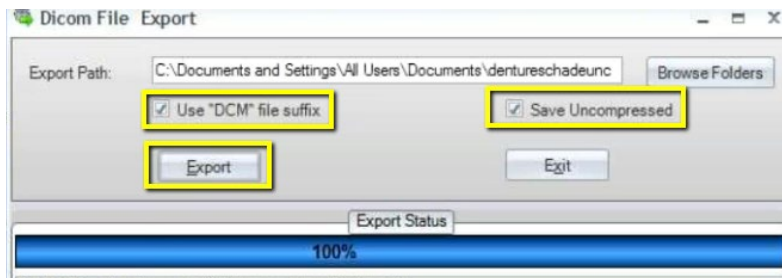 Dicom File Export
Export Path: C:\Documents and Settings\All Users\Documents\dentureschadeunc Browse Folders
Use "DCM" file suffix Save Uncompressed
Export Exit
Export Status
100%